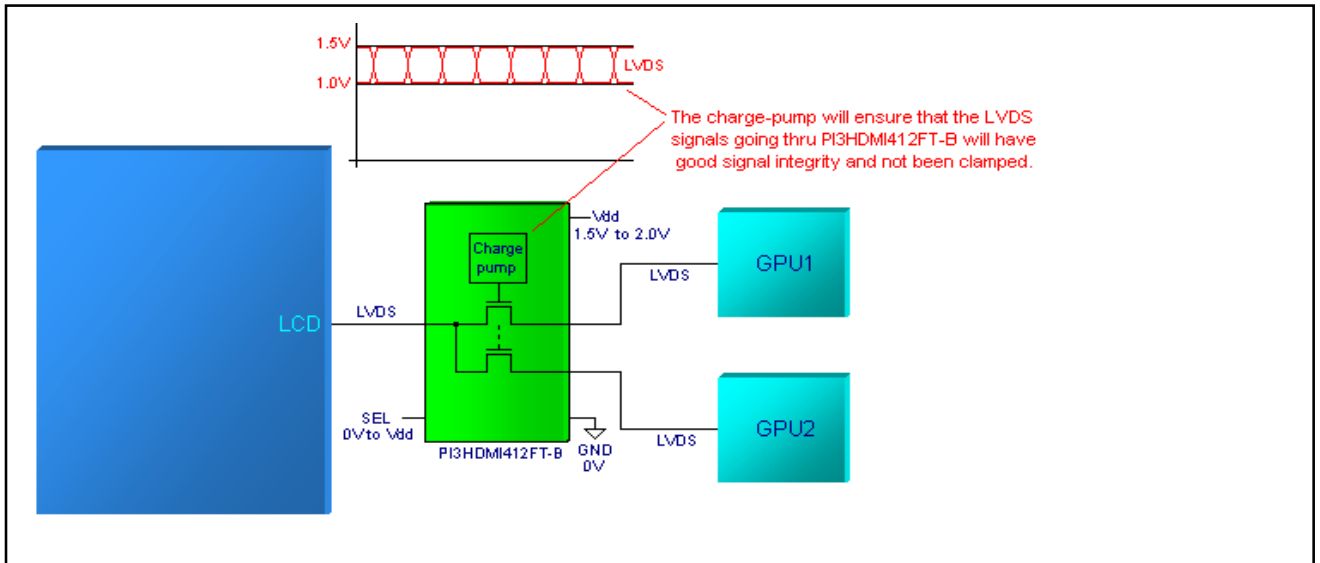 1.5V
LVDS
1.0V
The charge-pump will ensure that the LVDS
signals going thru PI3HDMI412FT-B will have
good signal integrity and not been clamped.
Vdd
1.5V to 2.0V
Charge
pump
GPU1
LVDS
LVDS
LCD
SEL
0V to Vdd
PI3HDMI412FT-B
GND
0V
LVDS
GPU2